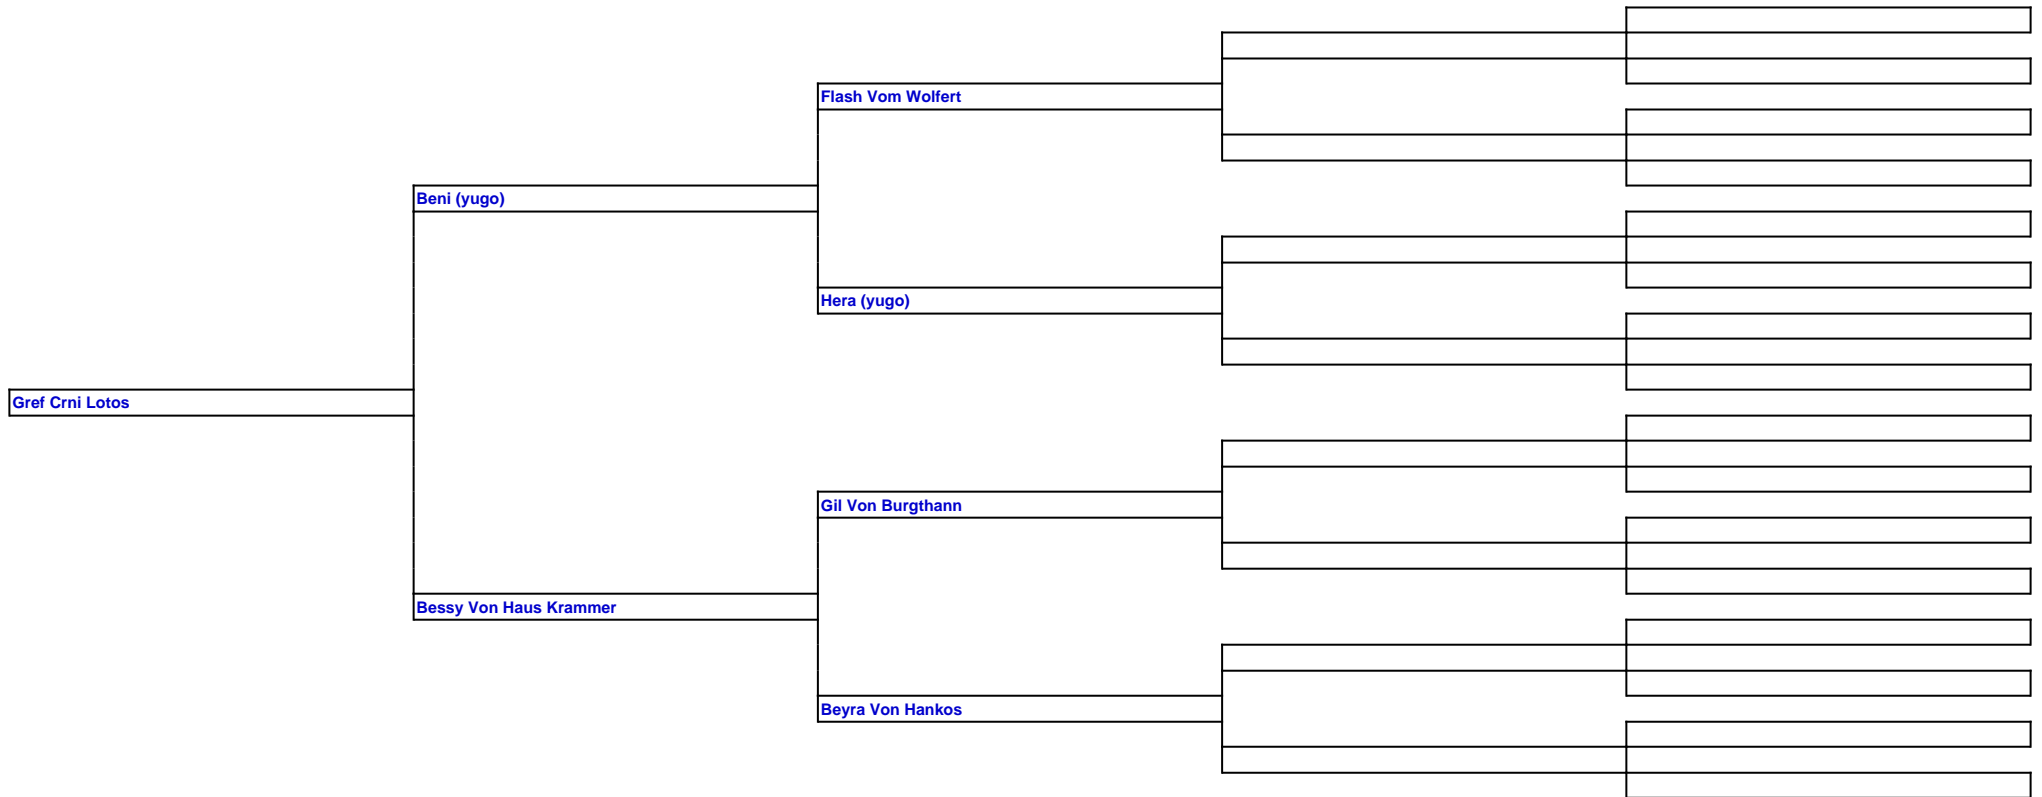 Flash Vom Wolfert
Beni (yugo)
Hera (yugo)
Gref Crni Lotos
Gil Von Burgthann
Bessy Von Haus Krammer
Beyra Von Hankos